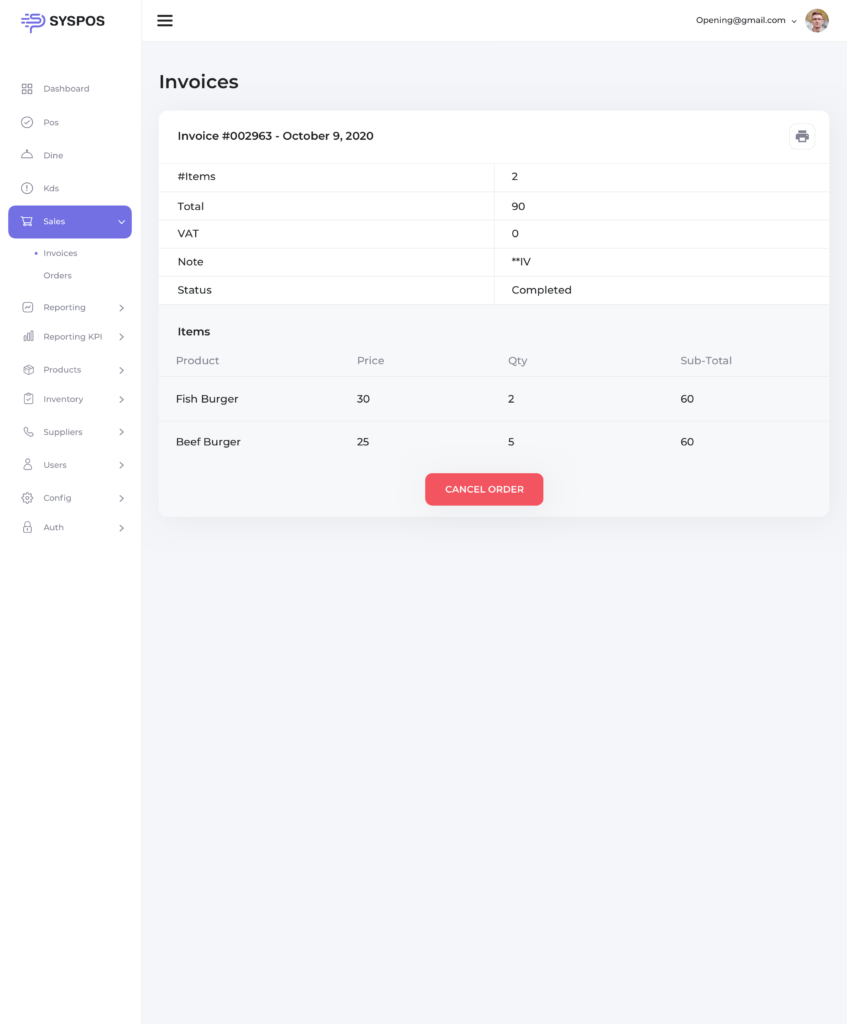 SYSPOS
Opening@gmail.com
Dashboard
Pos
Dine
Kds
Sales
Invoices
Orders
Reporting
Reporting KPI
Products
Inventory
Suppliers
Users
Config
Auth
Invoices
Invoice #002963 - October 9, 2020
#Items 2
Total 90
VAT 0
Note **IV
Status Completed
Items
Product Price Qty Sub-Total
Fish Burger 30 2 60
Beef Burger 25 5 60
CANCEL ORDER